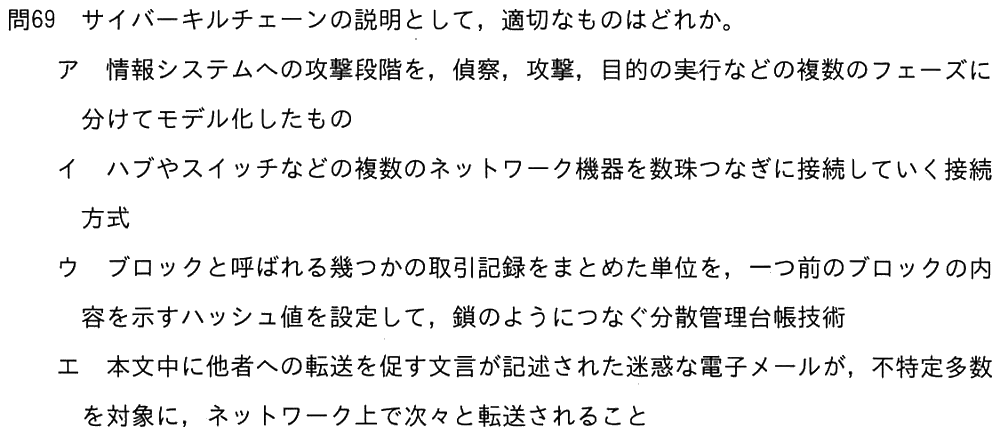 問69 サイバーキルチェーンの説明として，適切なものはどれか。
ア 情報システムへの攻撃段階を，偵察，攻撃，目的の実行などの複数のフェーズに
分けてモデル化したもの
イ ハブやスイッチなどの複数のネットワーク機器を数珠つなぎに接続していく接続
方式
ウ ブロックと呼ばれる幾つかの取引記録をまとめた単位を，一つ前のブロックの内
容を示すハッシュ値を設定して，鎖のようにつなぐ分散管理台帳技術
エ 本文中に他者への転送を促す文言が記述された迷惑な電子メールが，不特定多数
を対象に，ネットワーク上で次々と転送されること